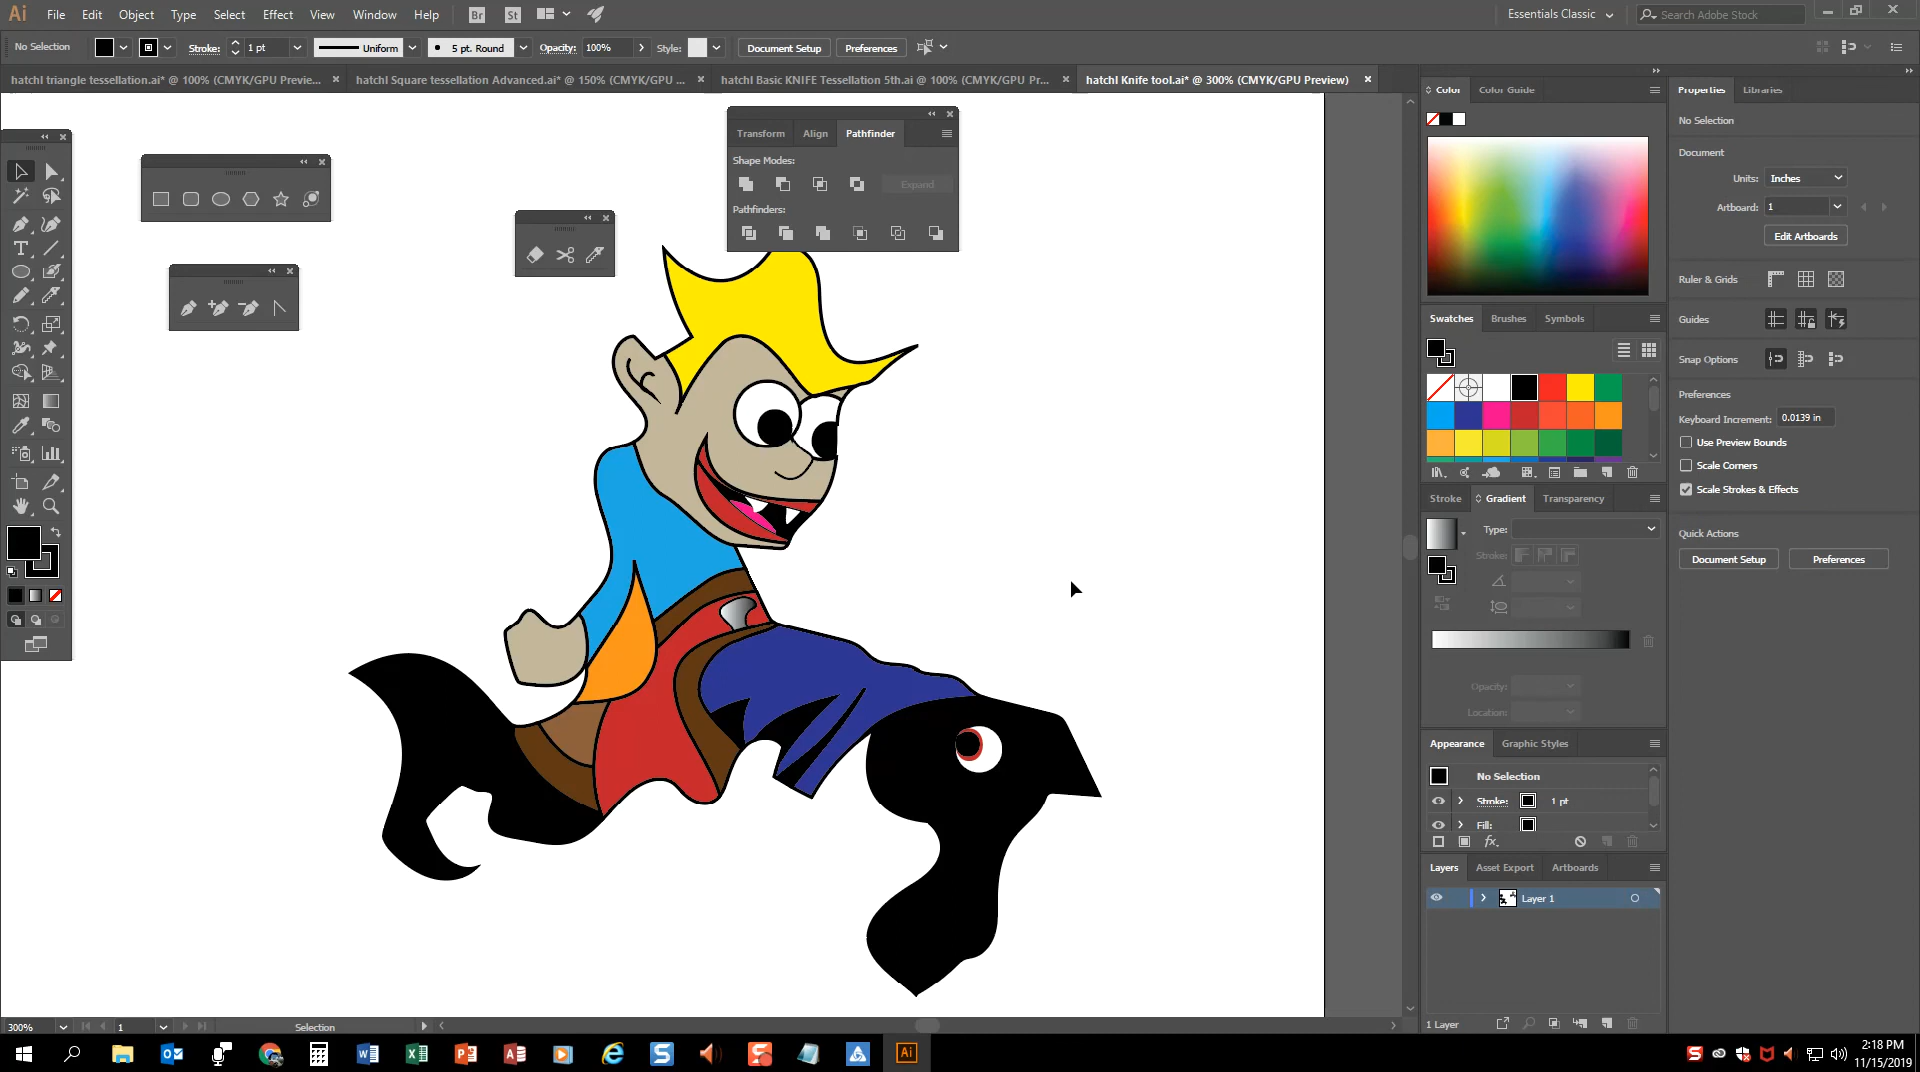 Ai File Edit Object Type Select Effect View Window Help Br St Essentials Classic Search Adobe Stock
No Selection Stroke: 1 pt Uniform 5 pt. Round Opacity: 100% Style: Document Setup Preferences
hatchl triangle tessellation.ai* @ 100% (CMYK/GPU Previe... × hatchl Square tessellation Advanced.ai* @ 150% (CMYK/GPU ... × hatchl Basic KNIFE Tessellation 5th.ai @ 100% (CMYK/GPU Pr... × hatchl Knife tool.ai* @ 300% (CMYK/GPU Preview) ×
Transform Align Pathfinder
Shape Modes:
Expand
Pathfinders:
Color Color Guide
Swatches Brushes Symbols
Stroke Gradient Transparency
Type:
Stroke:
Opacity:
Location:
Appearance Graphic Styles
No Selection
Stroke: 1 pt
Fill:
fx
Layers Asset Export Artboards
Layer 1
1 Layer
Properties Libraries
No Selection
Document
Units: Inches
Artboard: 1
Edit Artboards
Ruler & Grids
Guides
Snap Options
Preferences
Keyboard Increment: 0.0139 in
Use Preview Bounds
Scale Corners
Scale Strokes & Effects
Quick Actions
Document Setup Preferences
300% 1 Selection
2:18 PM
11/15/2019